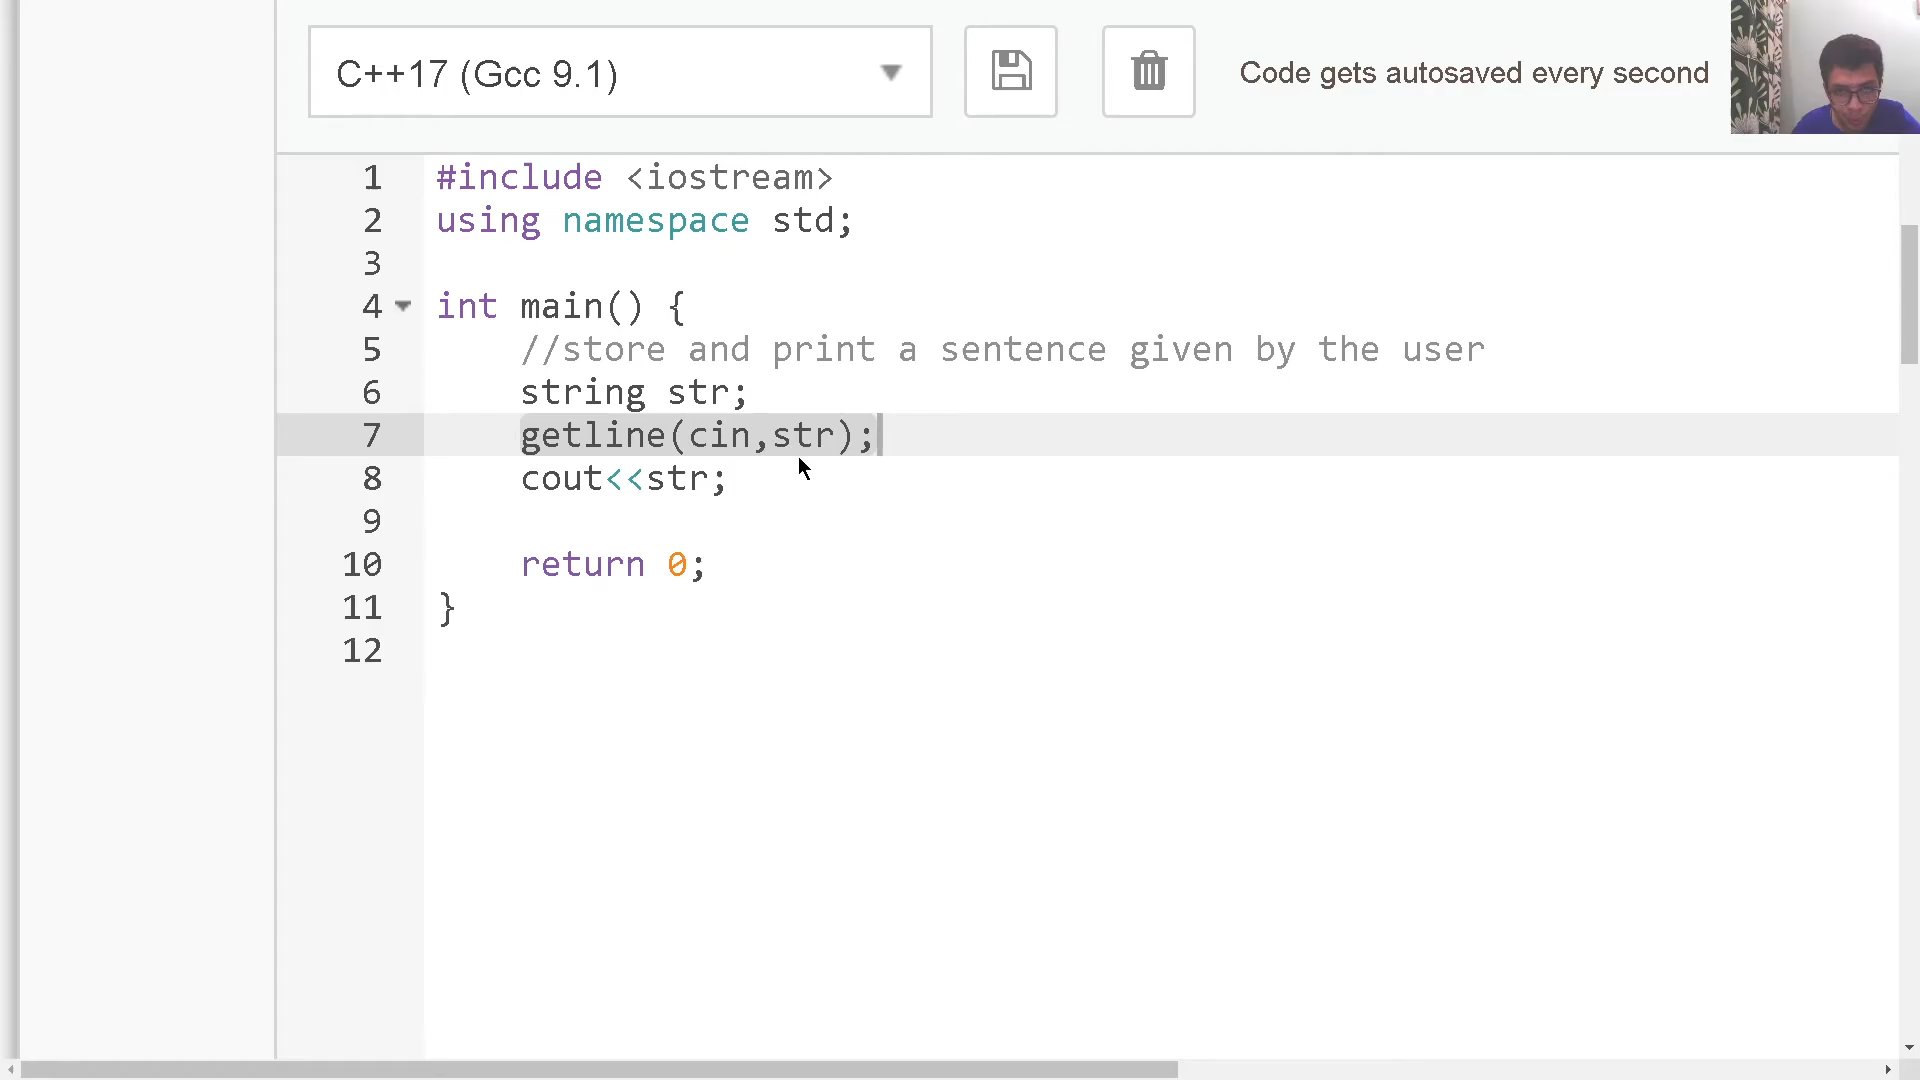 C++17 (Gcc 9.1)
Code gets autosaved every second
1 #include <iostream>
2 using namespace std;
3
4 int main() {
5 //store and print a sentence given by the user
6 string str;
7 getline(cin,str);
8 cout<<str;
9
10 return 0;
11 }
12